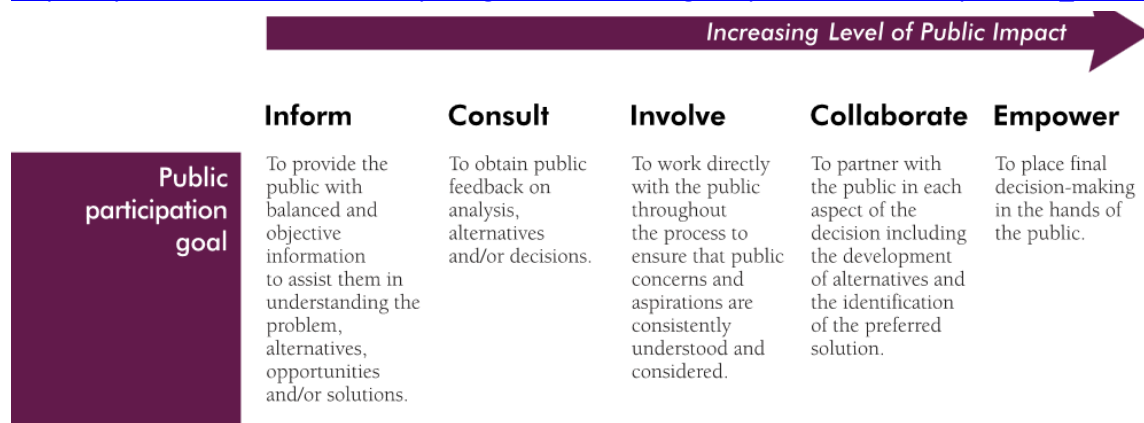 Increasing Level of Public Impact
Inform
Consult
Involve
Collaborate
Empower
Public
participation
goal
To provide the
public with
balanced and
objective
information
to assist them in
understanding the
problem,
alternatives,
opportunities
and/or solutions.
To obtain public
feedback on
analysis,
alternatives
and/or decisions.
To work directly
with the public
throughout
the process to
ensure that public
concerns and
aspirations are
consistently
understood and
considered.
To partner with
the public in each
aspect of the
decision including
the development
of alternatives and
the identification
of the preferred
solution.
To place final
decision-making
in the hands of
the public.